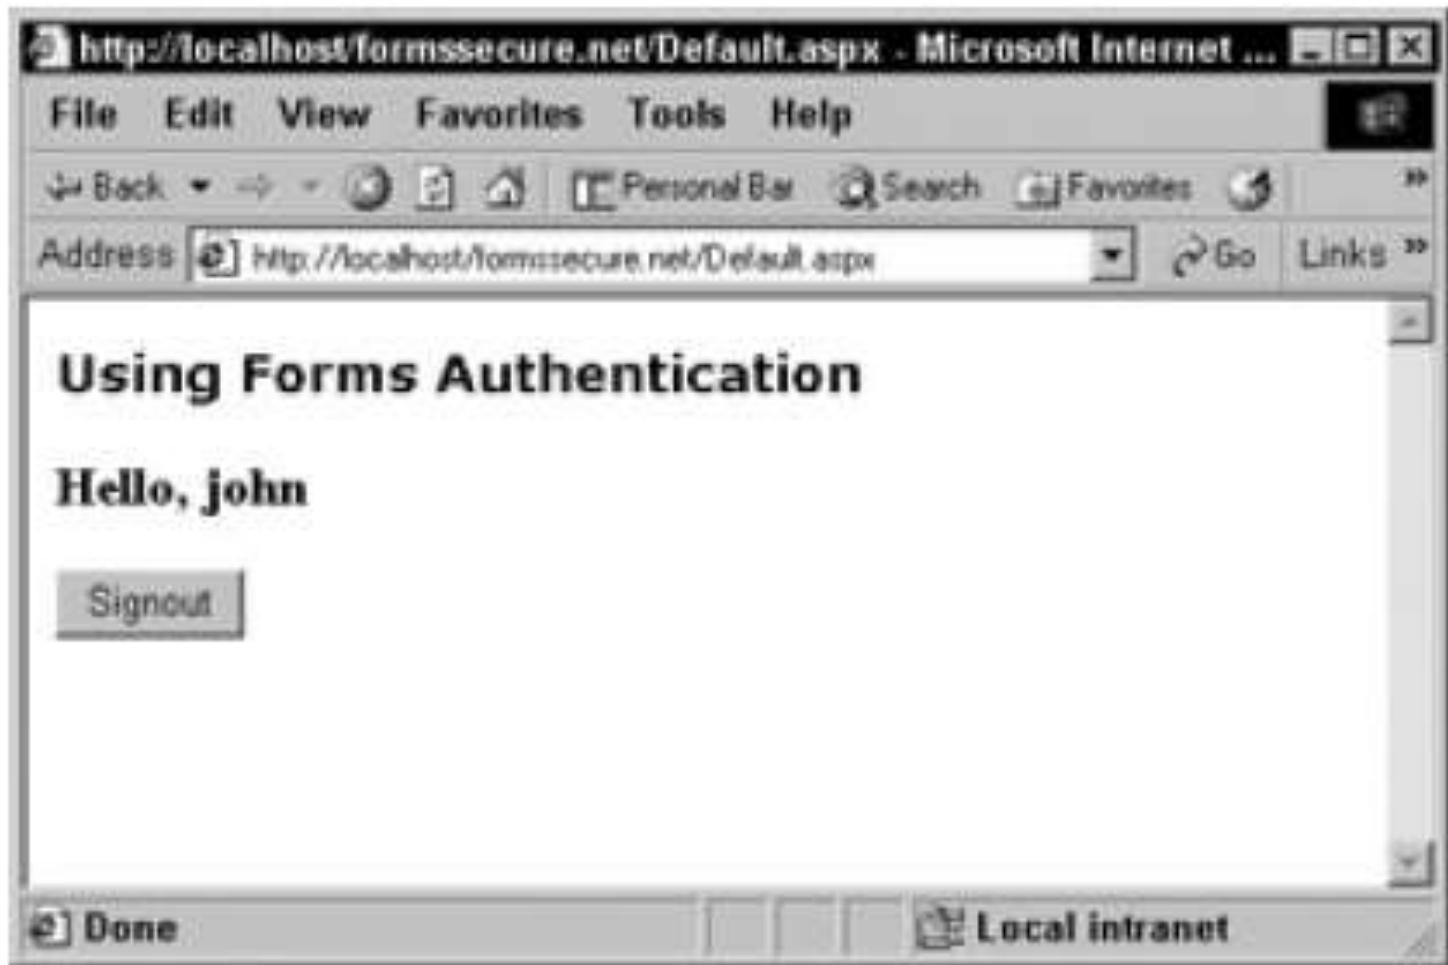 http://localhost/formssecure.net/Default.aspx - Microsoft Internet ...
File Edit View Favorites Tools Help
Back Personal Bar Search Favorites »
Address http://localhost/formssecure.net/Default.aspx Go Links »
Using Forms Authentication
Hello, john
Signout
Done Local intranet